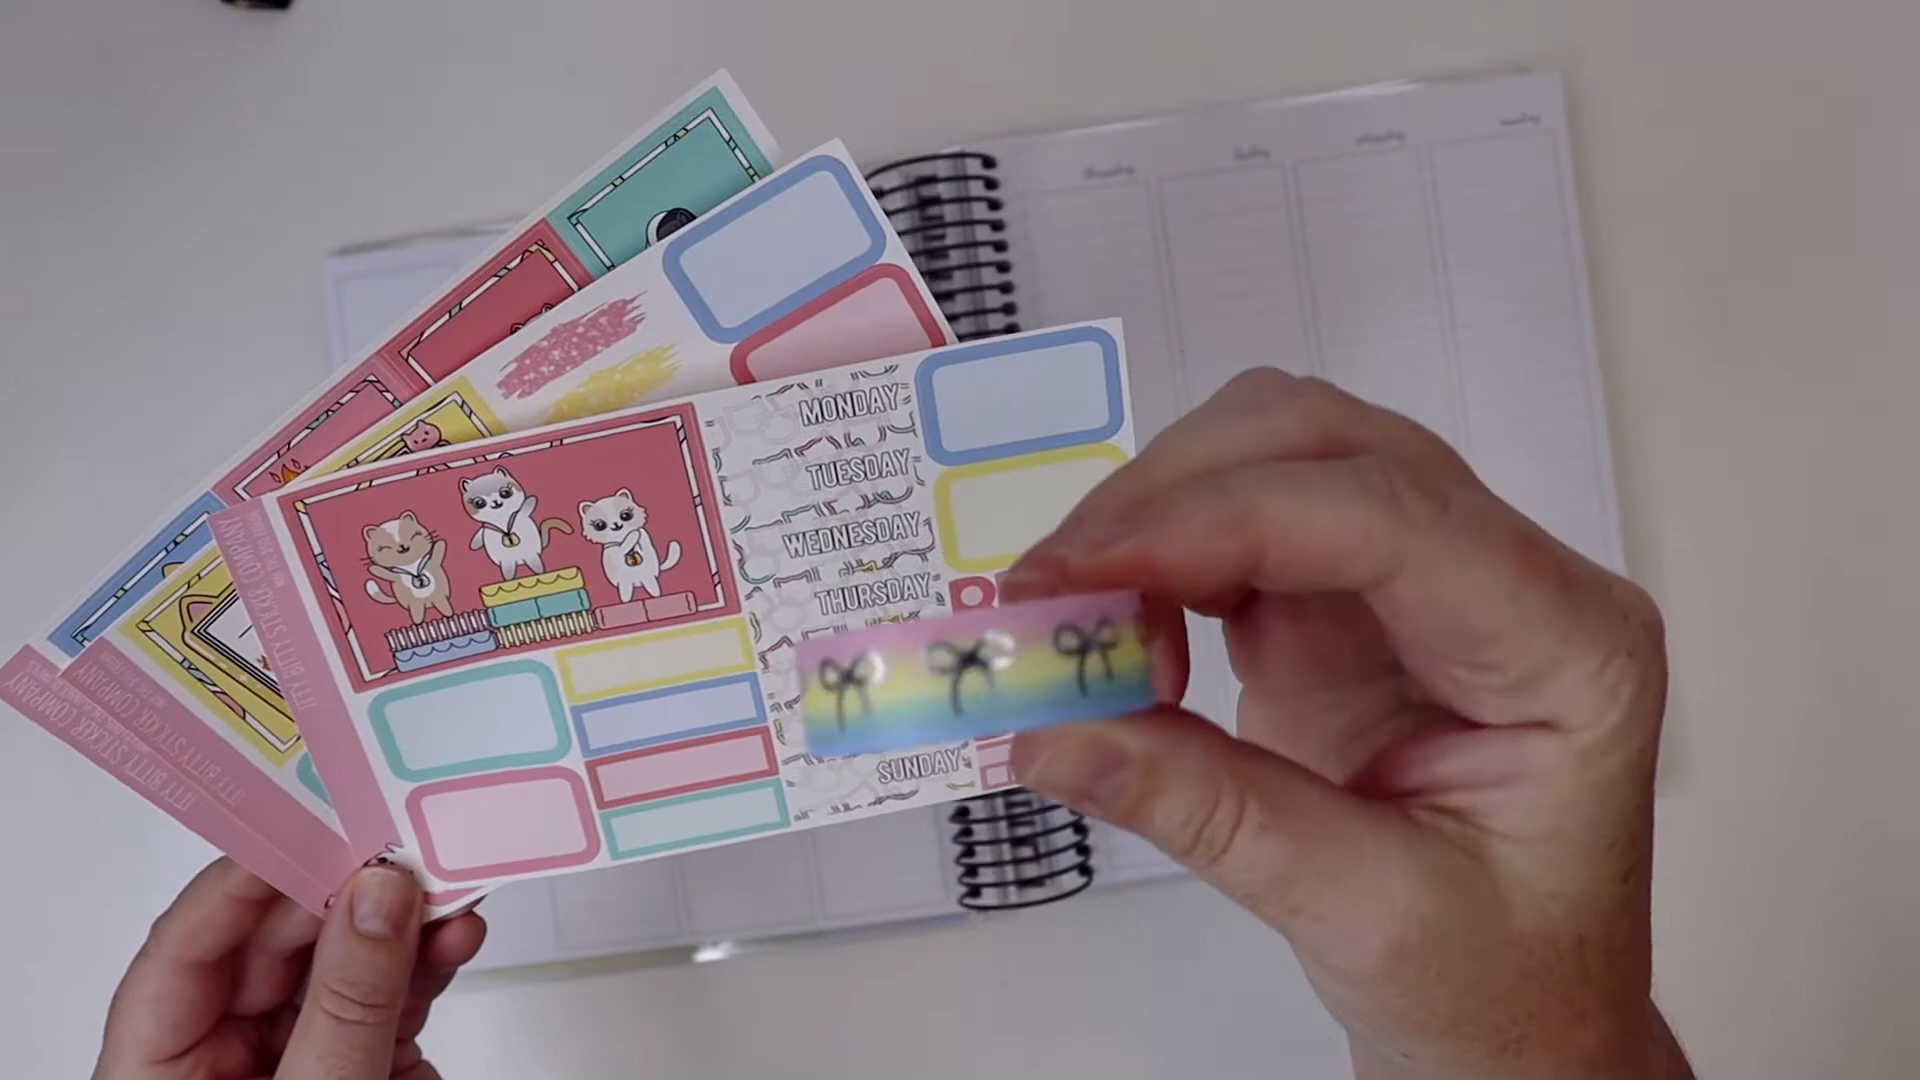 MONDAY
TUESDAY
WEDNESDAY
THURSDAY
SUNDAY
ITTY BITTY STICKER COMPANY
ITTY BITTY STICKER COMPANY
ITTY BITTY STICKER COMPANY